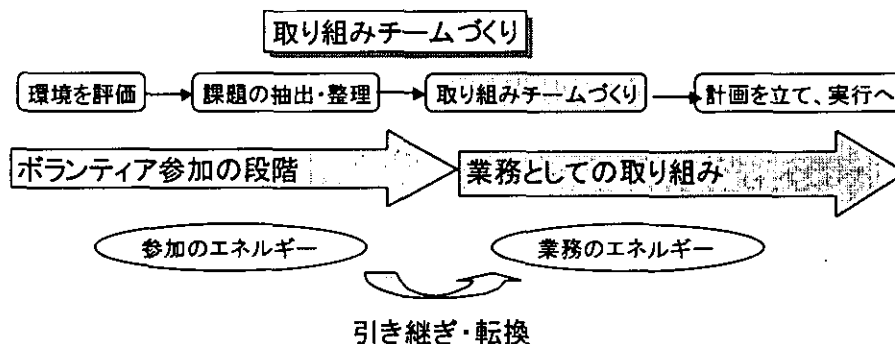 取り組みチームづくり
環境を評価
課題の抽出・整理
取り組みチームづくり
計画を立て、実行へ
ボランティア参加の段階
業務としての取り組み
参加のエネルギー
業務のエネルギー
引き継ぎ・転換